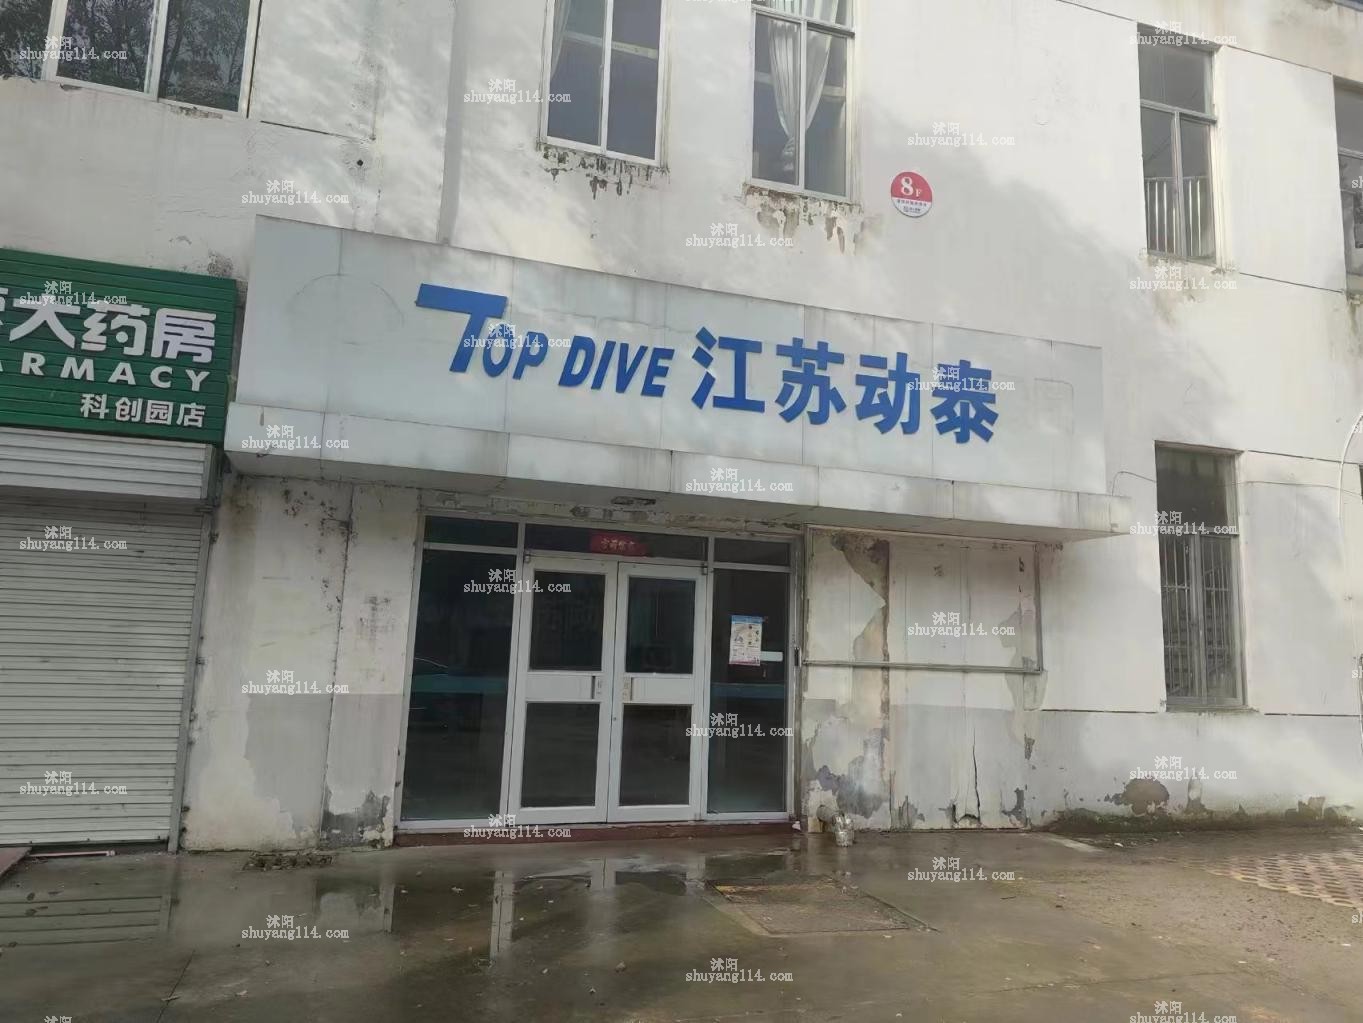 大药房
ARMACY
科创园店
TOP DIVE 江苏动泰
8F
沭阳
shuyang114.com